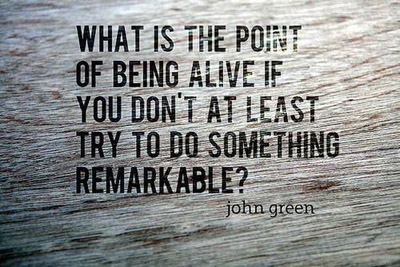 WHAT IS THE POINT
OF BEING ALIVE IF
YOU DON'T AT LEAST
TRY TO DO SOMETHING
REMARKABLE?
john green